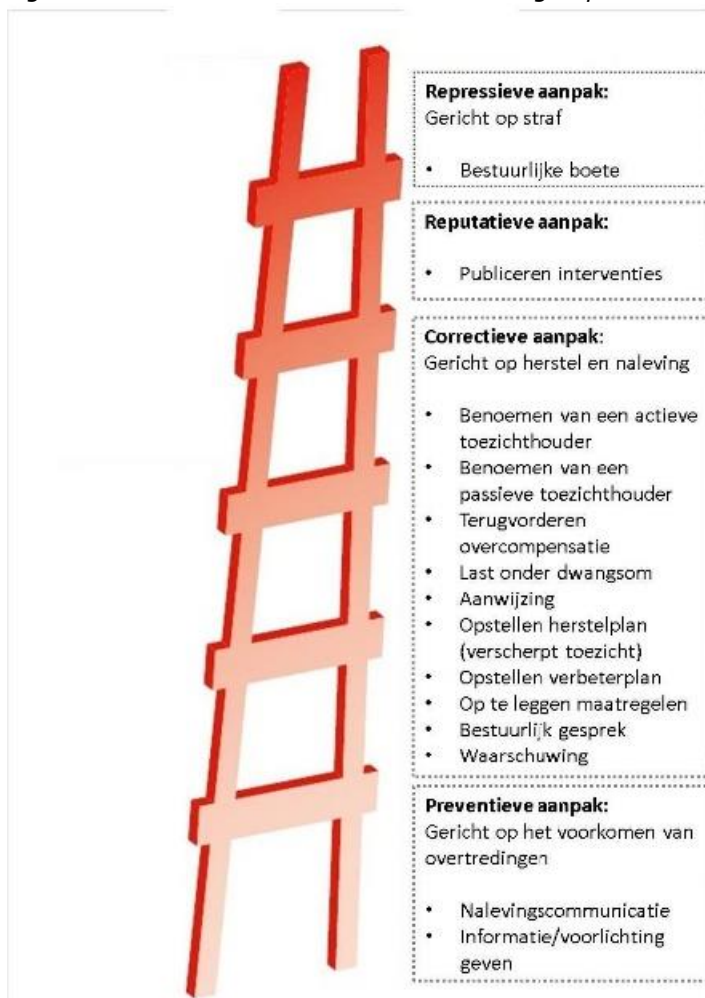 Repressieve aanpak:
Gericht op straf
• Bestuurlijke boete
Reputatieve aanpak:
• Publiceren interventies
Correctieve aanpak:
Gericht op herstel en naleving
• Benoemen van een actieve
toezichthouder
• Benoemen van een
passieve toezichthouder
• Terugvorderen
overcompensatie
• Last onder dwangsom
• Aanwijzing
• Opstellen herstelplan
(verscherpt toezicht)
• Opstellen verbeterplan
• Op te leggen maatregelen
• Bestuurlijk gesprek
• Waarschuwing
Preventieve aanpak:
Gericht op het voorkomen van
overtredingen
• Nalevingscommunicatie
• Informatie/voorlichting
geven